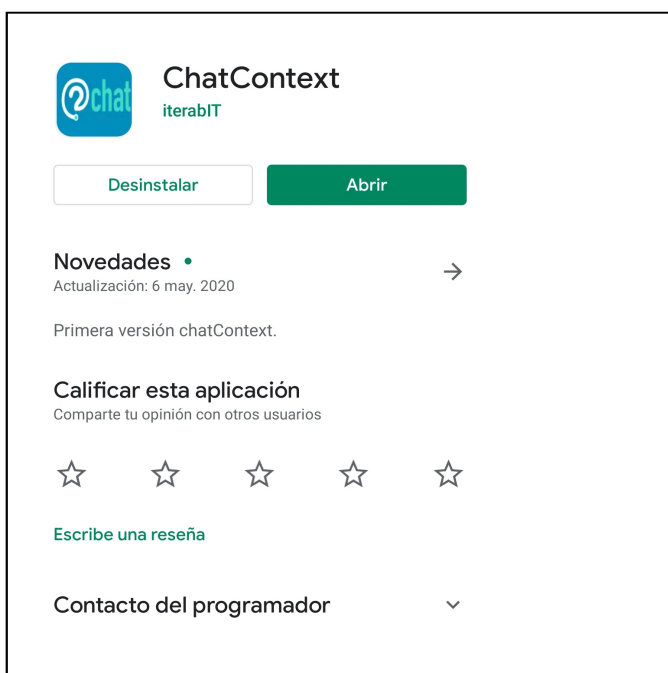 chat
ChatContext
iterabIT
Desinstalar
Abrir
Novedades
Actualización: 6 may. 2020
Primera versión chatContext.
Calificar esta aplicación
Comparte tu opinión con otros usuarios
Escribe una reseña
Contacto del programador